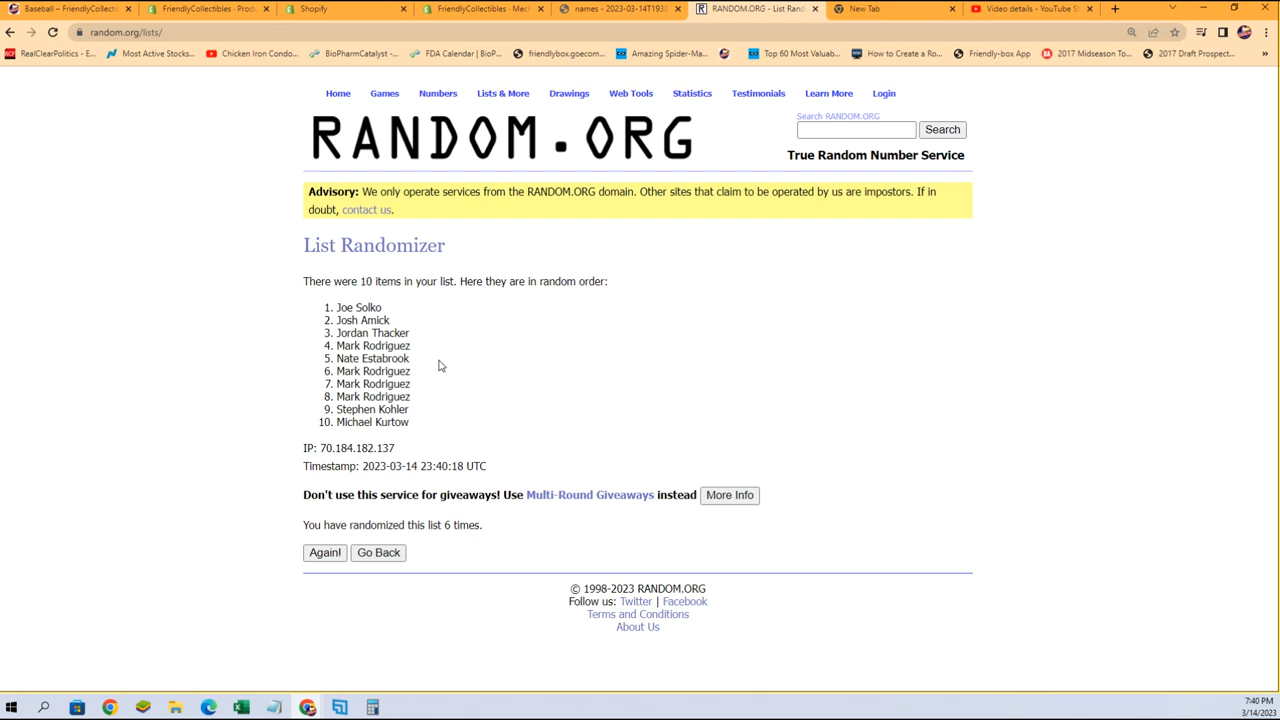 Baseball – FriendlyCollecti
FriendlyCollectibles · Pro
Shopify
FriendlyCollectibles · Mec
names - 2023-03-14T193
RANDOM.ORG - List Ran
New Tab
Video details - YouTube St
random.org/lists/
RealClearPolitics - E...
Most Active Stocks...
Chicken Iron Condo...
BioPharmCatalyst -...
FDA Calendar | BioP...
friendlybox.goecom...
Amazing Spider-Ma...
Top 60 Most Valuab...
How to Create a Ro...
Friendly-box App
2017 Midseason To...
2017 Draft Prospect...
Home Games Numbers Lists & More Drawings Web Tools Statistics Testimonials Learn More Login
RANDOM.ORG
Search RANDOM.ORG
Search
True Random Number Service
Advisory: We only operate services from the RANDOM.ORG domain. Other sites that claim to be operated by us are impostors. If in
doubt, contact us.
List Randomizer
There were 10 items in your list. Here they are in random order:
1. Joe Solko
2. Josh Amick
3. Jordan Thacker
4. Mark Rodriguez
5. Nate Estabrook
6. Mark Rodriguez
7. Mark Rodriguez
8. Mark Rodriguez
9. Stephen Kohler
10. Michael Kurtow
IP: 70.184.182.137
Timestamp: 2023-03-14 23:40:18 UTC
Don't use this service for giveaways! Use Multi-Round Giveaways instead More Info
You have randomized this list 6 times.
Again! Go Back
© 1998-2023 RANDOM.ORG
Follow us: Twitter | Facebook
Terms and Conditions
About Us
7:40 PM
3/14/2023